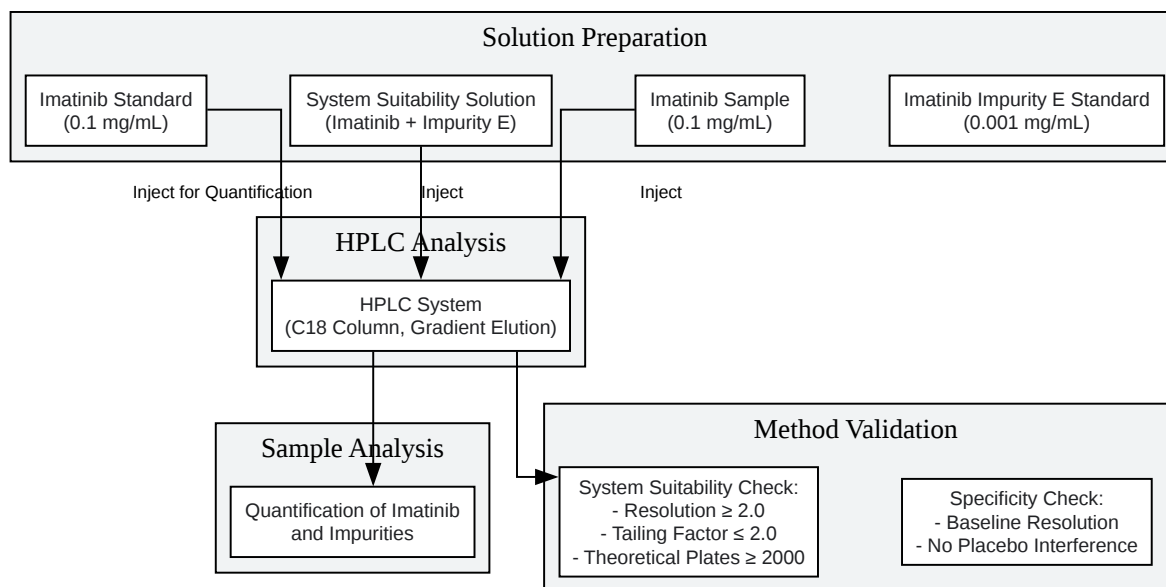 Solution Preparation
Imatinib Standard
(0.1 mg/mL)
System Suitability Solution
(Imatinib + Impurity E)
Imatinib Sample
(0.1 mg/mL)
Imatinib Impurity E Standard
(0.001 mg/mL)
Inject for Quantification
Inject
Inject
HPLC Analysis
HPLC System
(C18 Column, Gradient Elution)
Sample Analysis
Quantification of Imatinib
and Impurities
Method Validation
System Suitability Check:
- Resolution ≥ 2.0
- Tailing Factor ≤ 2.0
- Theoretical Plates ≥ 2000
Specificity Check:
- Baseline Resolution
- No Placebo Interference